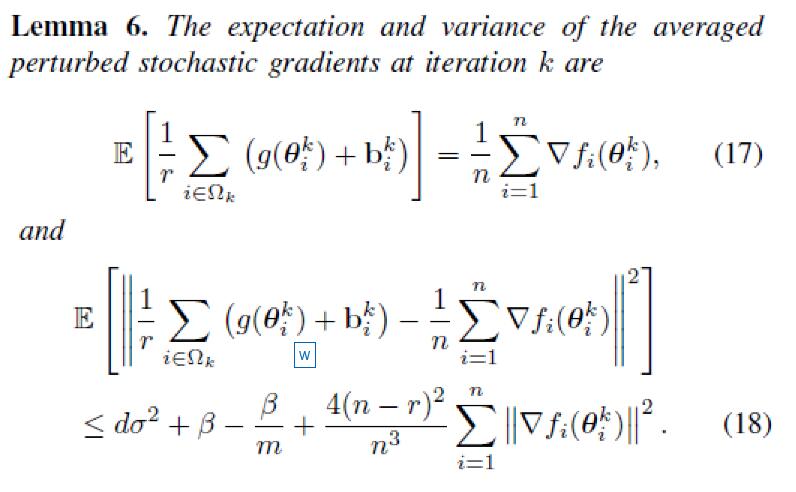 Lemma 6. The expectation and variance of the averaged
perturbed stochastic gradients at iteration k are
𝔼 [ 1/r ∑_{i∈Ω_k} (g(θ_i^k) + b_i^k) ] = 1/n ∑_{i=1}^{n} ∇f_i(θ_i^k), (17)
and
𝔼 [ ‖ 1/r ∑_{i∈Ω_k} (g(θ_i^k) + b_i^k) − 1/n ∑_{i=1}^{n} ∇f_i(θ_i^k) ‖^2 ]
W
≤ dσ^2 + β − β/m + 4(n − r)^2/n^3 ∑_{i=1}^{n} ‖∇f_i(θ_i^k)‖^2 . (18)